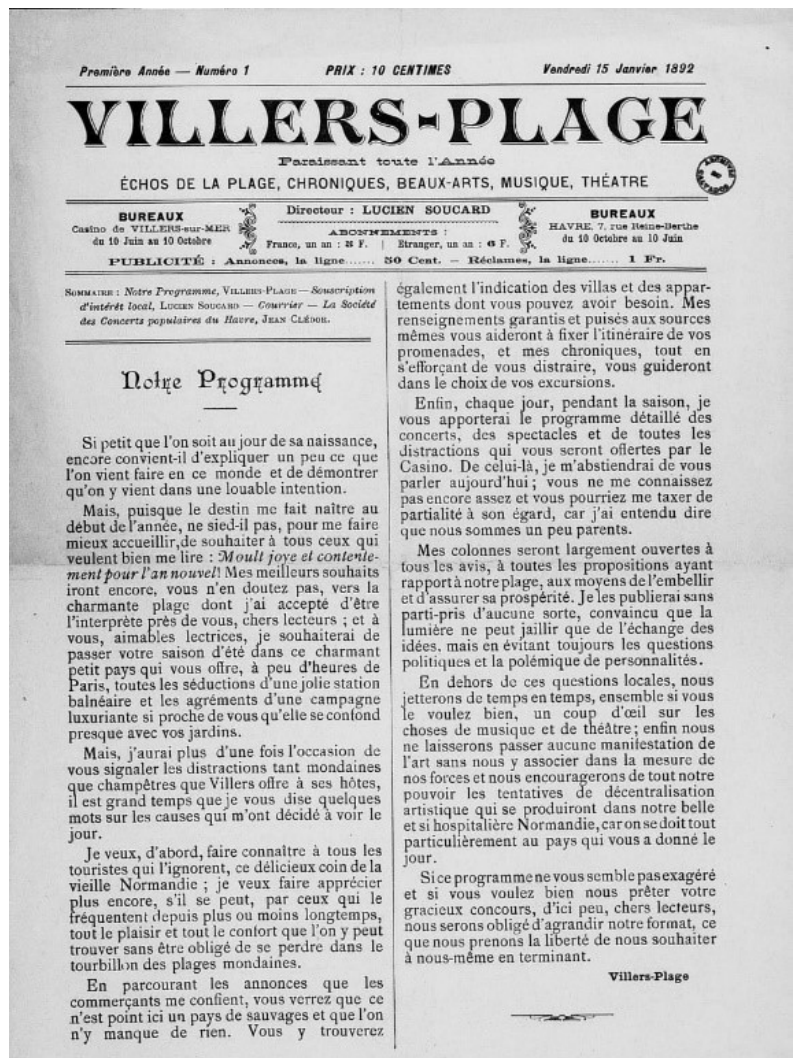 Première Année — Numéro 1
PRIX : 10 CENTIMES
Vendredi 15 Janvier 1892
VILLERS-PLAGE
Paraissant toute l'Année
ÉCHOS DE LA PLAGE, CHRONIQUES, BEAUX-ARTS, MUSIQUE, THÉATRE
BUREAUX
Casino de VILLERS-sur-MER
du 10 Juin au 10 Octobre
Directeur : LUCIEN SOUCARD
ABONNEMENTS :
France, un an : 5 F. | Etranger, un an : 6 F.
BUREAUX
HAVRE, 7, rue Reine-Berthe
du 10 Octobre au 10 Juin
PUBLICITÉ : Annonces, la ligne....... 50 Cent. — Réclames, la ligne....... 1 Fr.
SOMMAIRE : Notre Programme, VILLERS-PLAGE — Souscription
d'intérêt local, LUCIEN SOUCARD — Courrier — La Société
des Concerts populaires du Havre, JEAN CLÉDOR.
Notre Programme
Si petit que l'on soit au jour de sa naissance,
encore convient-il d'expliquer un peu ce que
l'on vient faire en ce monde et de démontrer
qu'on y vient dans une louable intention.
Mais, puisque le destin me fait naître au
début de l'année, ne sied-il pas, pour me faire
mieux accueillir, de souhaiter à tous ceux qui
veulent bien me lire : Moult joye et contente-
ment pour l'an nouvel! Mes meilleurs souhaits
iront encore, vous n'en doutez pas, vers la
charmante plage dont j'ai accepté d'être
l'interprète près de vous, chers lecteurs ; et à
vous, aimables lectrices, je souhaiterai de
passer votre saison d'été dans ce charmant
petit pays qui vous offre, à peu d'heures de
Paris, toutes les séductions d'une jolie station
balnéaire et les agréments d'une campagne
luxuriante si proche de vous qu'elle se confond
presque avec vos jardins.
Mais, j'aurai plus d'une fois l'occasion de
vous signaler les distractions tant mondaines
que champêtres que Villers offre à ses hôtes,
il est grand temps que je vous dise quelques
mots sur les causes qui m'ont décidé à voir le
jour.
Je veux, d'abord, faire connaître à tous les
touristes qui l'ignorent, ce délicieux coin de la
vieille Normandie ; je veux faire apprécier
plus encore, s'il se peut, par ceux qui le
fréquentent depuis plus ou moins longtemps,
tout le plaisir et tout le confort que l'on y peut
trouver sans être obligé de se perdre dans le
tourbillon des plages mondaines.
En parcourant les annonces que les
commerçants me confient, vous verrez que ce
n'est point ici un pays de sauvages et que l'on
n'y manque de rien. Vous y trouverez
également l'indication des villas et des appar-
tements dont vous pouvez avoir besoin. Mes
renseignements garantis et puisés aux sources
mêmes vous aideront à fixer l'itinéraire de vos
promenades, et mes chroniques, tout en
s'efforçant de vous distraire, vous guideront
dans le choix de vos excursions.
Enfin, chaque jour, pendant la saison, je
vous apporterai le programme détaillé des
concerts, des spectacles et de toutes les
distractions qui vous seront offertes par le
Casino. De celui-là, je m'abstiendrai de vous
parler aujourd'hui ; vous ne me connaissez
pas encore assez et vous pourriez me taxer de
partialité à son égard, car j'ai entendu dire
que nous sommes un peu parents.
Mes colonnes seront largement ouvertes à
tous les avis, à toutes les propositions ayant
rapport à notre plage, aux moyens de l'embellir
et d'assurer sa prospérité. Je les publierai sans
parti-pris d'aucune sorte, convaincu que la
lumière ne peut jaillir que de l'échange des
idées, mais en évitant toujours les questions
politiques et la polémique de personnalités.
En dehors de ces questions locales, nous
jetterons de temps en temps, ensemble si vous
le voulez bien, un coup d'œil sur les
choses de musique et de théâtre ; enfin nous
ne laisserons passer aucune manifestation de
l'art sans nous y associer dans la mesure de
nos forces et nous encouragerons de tout notre
pouvoir les tentatives de décentralisation
artistique qui se produiront dans notre belle
et si hospitalière Normandie, car on se doit tout
particulièrement au pays qui vous a donné le
jour.
Si ce programme ne vous semble pas exagéré
et si vous voulez bien nous prêter votre
gracieux concours, d'ici peu, chers lecteurs,
nous serons obligé d'agrandir notre format, ce
que nous prenons la liberté de nous souhaiter
à nous-même en terminant.
Villers-Plage